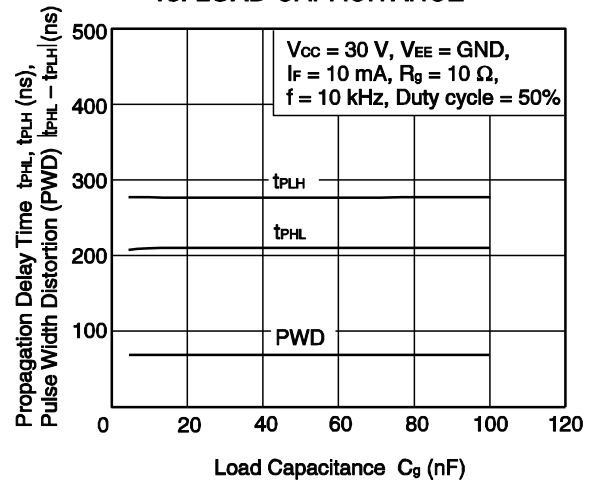 vs. LOAD CAPACITANCE
Propagation Delay Time tPHL, tPLH (ns),
Pulse Width Distortion (PWD) |tPHL – tPLH| (ns)
500
400
300
200
100
0
20
40
60
80
100
120
VCC = 30 V, VEE = GND,
IF = 10 mA, Rg = 10 Ω,
f = 10 kHz, Duty cycle = 50%
tPLH
tPHL
PWD
Load Capacitance Cg (nF)